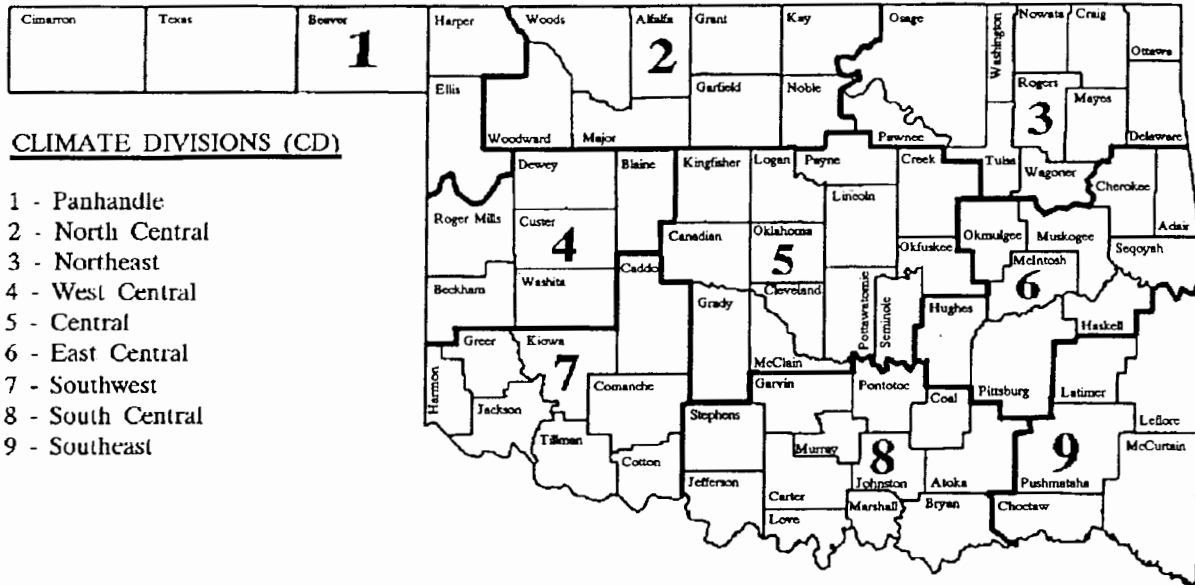 Cimarron Texas Beaver Harper Woods Alfalfa Grant Kay Osage Washington Nowata Craig Ottawa
1 2 3
Ellis Woodward Major Garfield Noble Pawnee Rogers Mayes Delaware
CLIMATE DIVISIONS (CD)
1 - Panhandle
2 - North Central
3 - Northeast
4 - West Central
5 - Central
6 - East Central
7 - Southwest
8 - South Central
9 - Southeast
Dewey Blaine Kingfisher Logan Payne Creek Tulsa Wagoner Cherokee
Roger Mills Custer Canadian Oklahoma Lincoln Okfuskee Okmulgee Muskogee Adair
4 5 6
Beckham Washita Caddo Grady Cleveland Pottawatomie Seminole Hughes McIntosh Seqoyah
Haskell
Harmon Greer Kiowa McClain
7
Jackson Comanche Stephens Garvin Pontotoc Coal Pittsburg Latimer Leflore
Tillman Cotton Murray McCurtain
8 9
Jefferson Carter Johnston Atoka Pushmataha
Love Marshall Bryan Choctaw